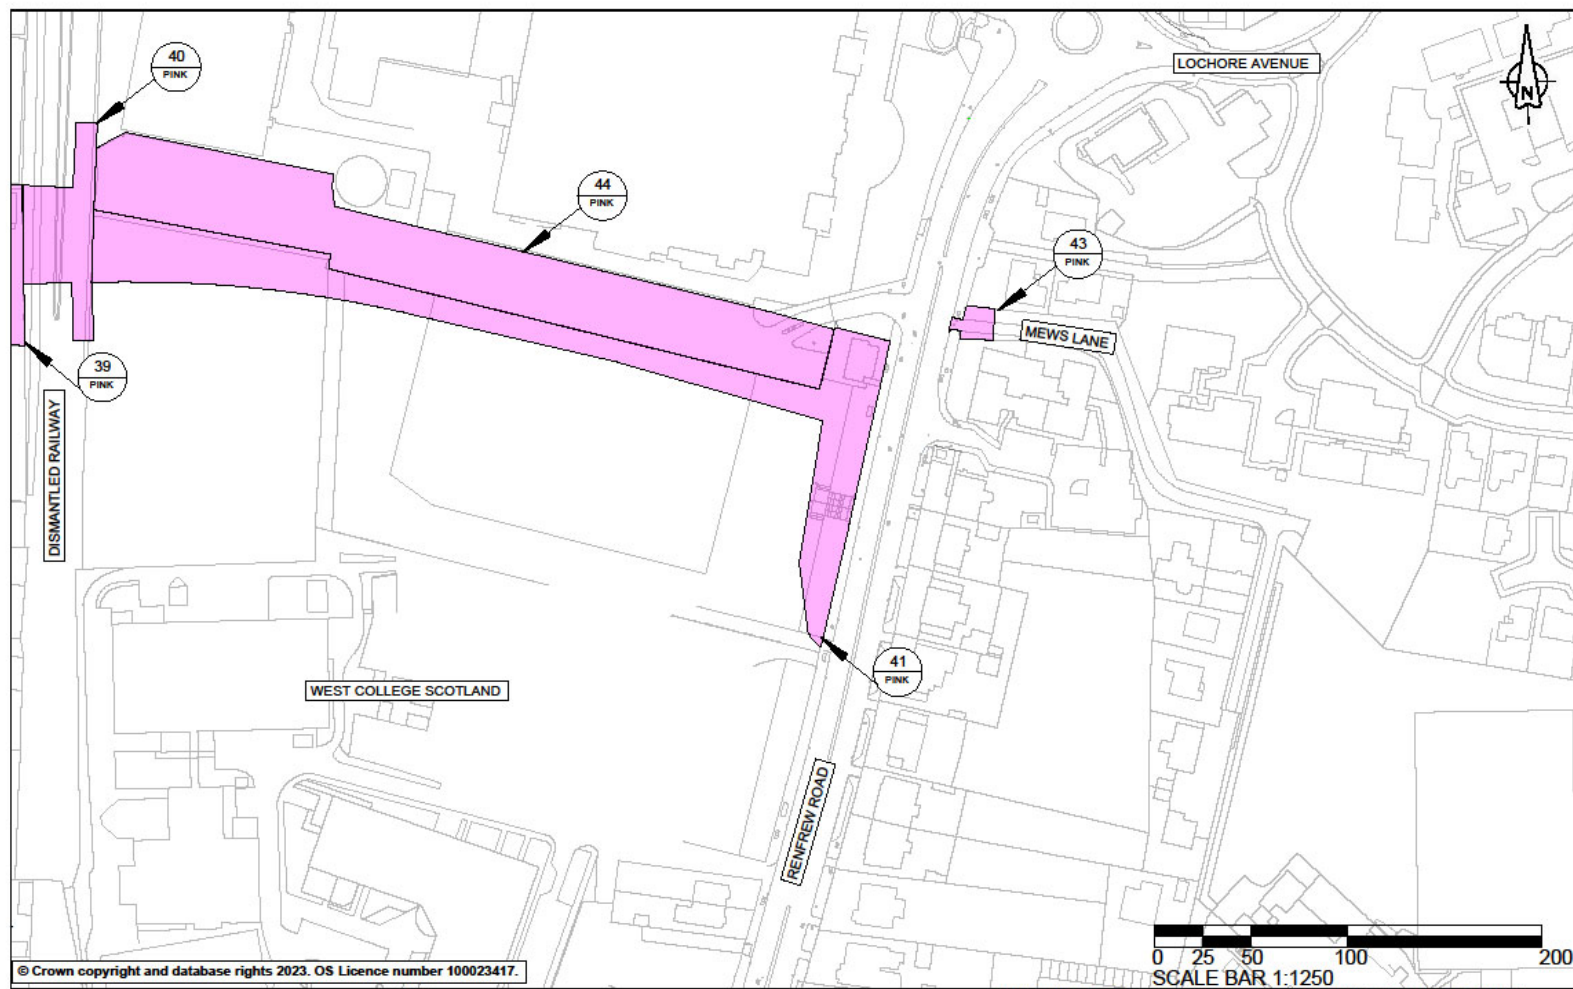 LOCHORE AVENUE
N
40
PINK
44
PINK
43
PINK
MEWS LANE
39
PINK
DISMANTLED RAILWAY
41
PINK
WEST COLLEGE SCOTLAND
RENFREW ROAD
0 25 50 100 200
SCALE BAR 1:1250
© Crown copyright and database rights 2023. OS Licence number 100023417.